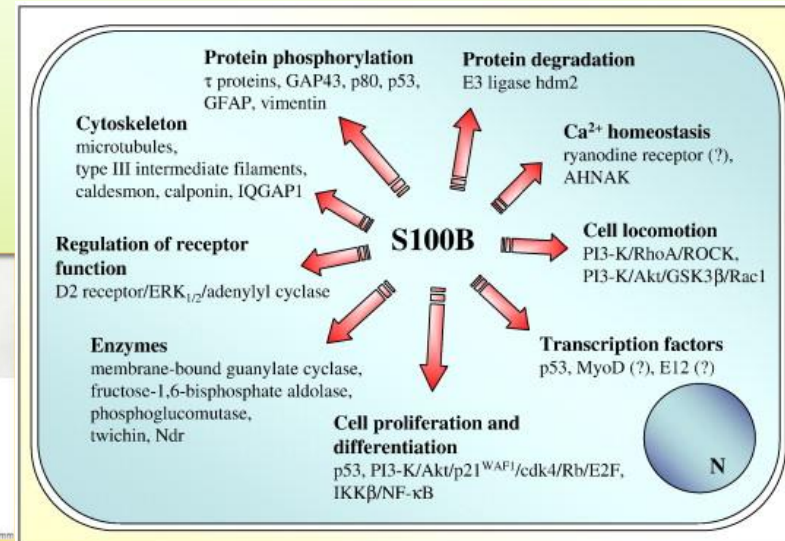 Protein phosphorylation
τ proteins, GAP43, p80, p53,
GFAP, vimentin
Protein degradation
E3 ligase hdm2
Cytoskeleton
microtubules,
type III intermediate filaments,
caldesmon, calponin, IQGAP1
Ca²⁺ homeostasis
ryanodine receptor (?),
AHNAK
S100B
Cell locomotion
PI3-K/RhoA/ROCK,
PI3-K/Akt/GSK3β/Rac1
Regulation of receptor
function
D2 receptor/ERK₁/₂/adenylyl cyclase
Enzymes
membrane-bound guanylate cyclase,
fructose-1,6-bisphosphate aldolase,
phosphoglucomutase,
twichin, Ndr
Transcription factors
p53, MyoD (?), E12 (?)
Cell proliferation and
differentiation
p53, PI3-K/Akt/p21ᵂᴬᶠ¹/cdk4/Rb/E2F,
IKKβ/NF-κB
N